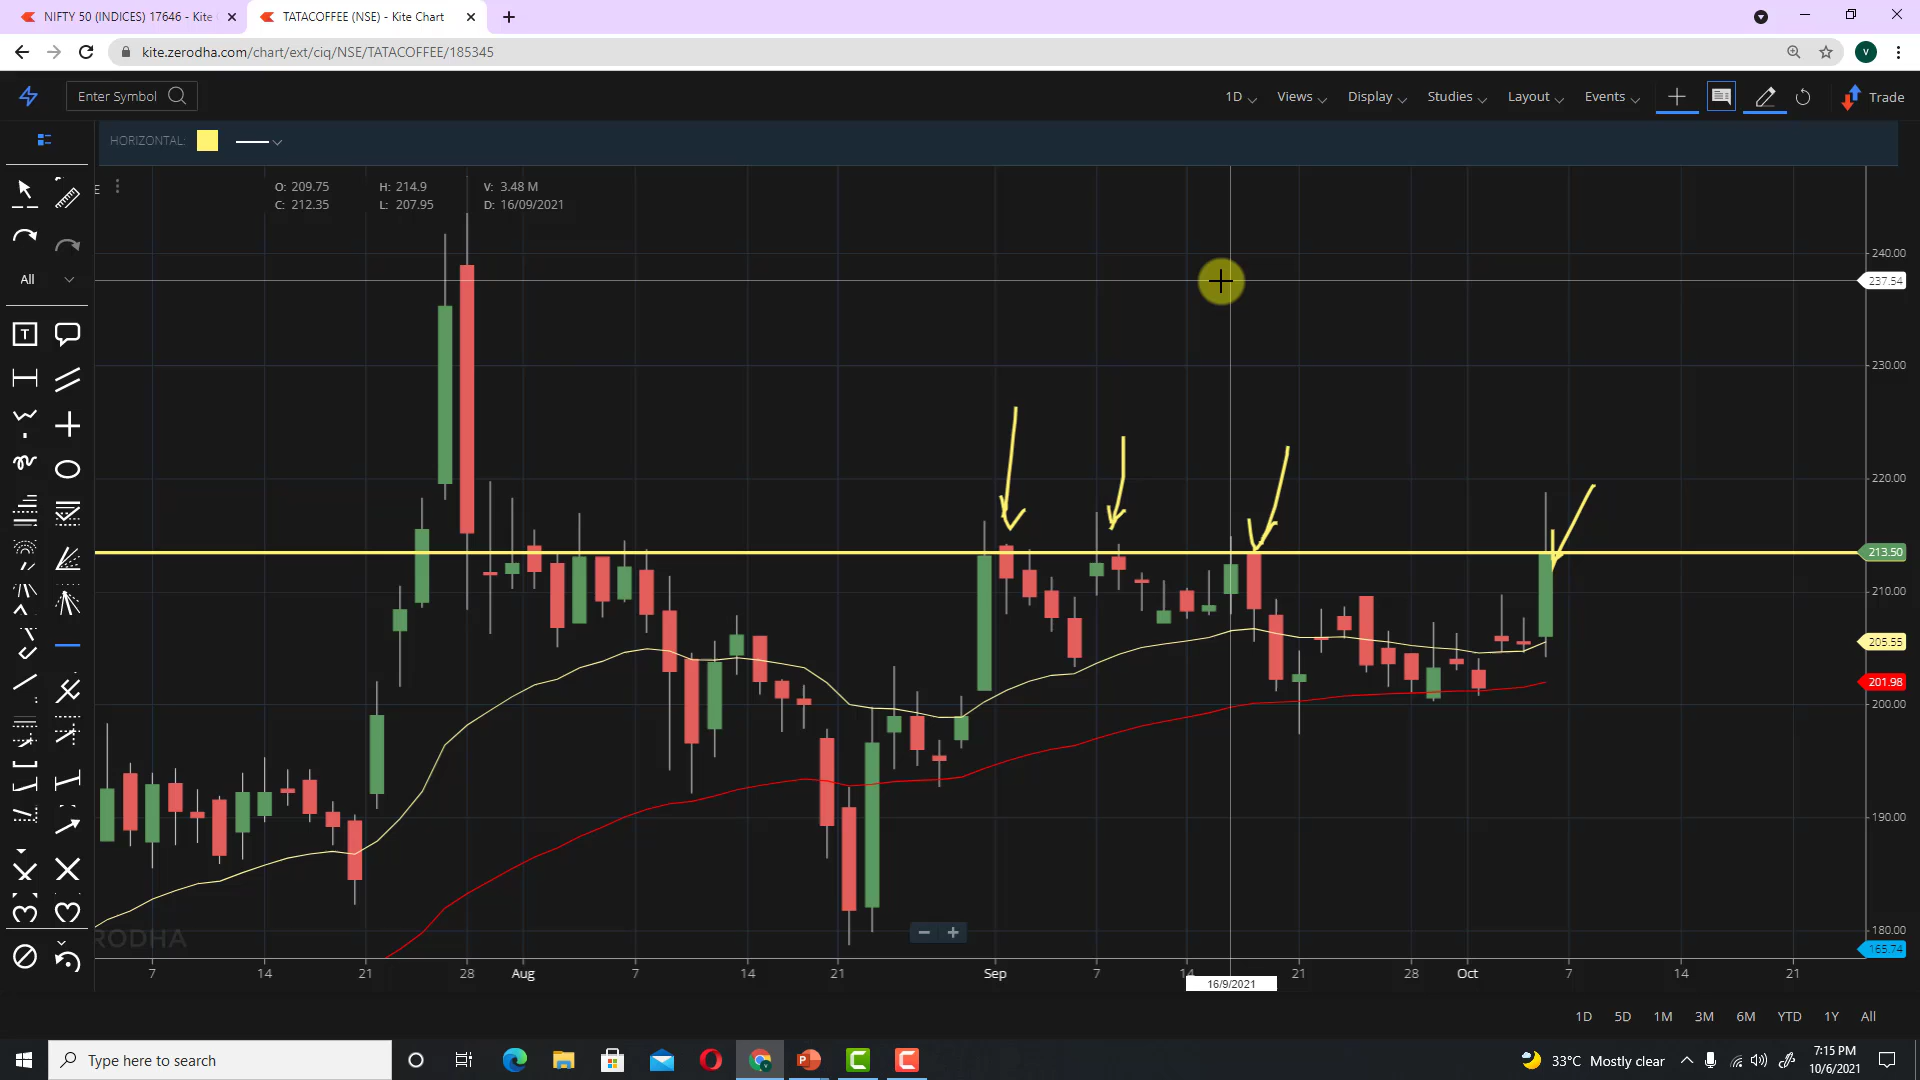 NIFTY 50 (INDICES) 17646 - Kite
TATACOFFEE (NSE) - Kite Chart
kite.zerodha.com/chart/ext/ciq/NSE/TATACOFFEE/185345
V
Enter Symbol
1D
Views
Display
Studies
Layout
Events
Trade
HORIZONTAL:
E
O: 209.75 H: 214.9 V: 3.48 M
C: 212.35 L: 207.95 D: 16/09/2021
All
T
240.00
237.54
230.00
220.00
213.50
210.00
205.55
201.98
200.00
190.00
180.00
165.74
RODHA
7 14 21 28 Aug 7 14 21 Sep 7 14 21 28 Oct 7 14 21
16/9/2021
1D 5D 1M 3M 6M YTD 1Y All
Type here to search
33°C Mostly clear
7:15 PM
10/6/2021